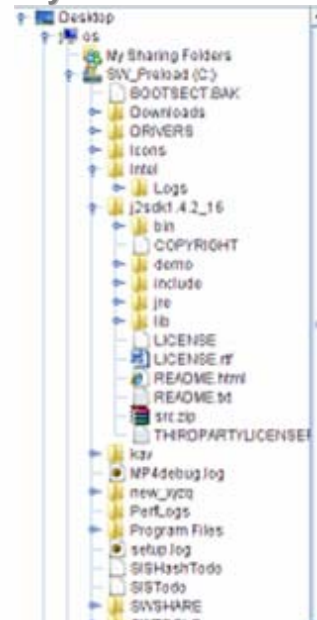 Desktop
os
My Sharing Folders
SW_Preload (C:)
BOOTSECT.BAK
Downloads
DRIVERS
Icons
Intel
Logs
j2sdk1.4.2_16
bin
COPYRIGHT
demo
include
jre
lib
LICENSE
LICENSE.rtf
README.html
README.txt
src.zip
THIRDPARTYLICENSER
kav
MP4debug.log
new_xycq
PerfLogs
Program Files
setup.log
SISHashTodo
SISTodo
SWSHARE